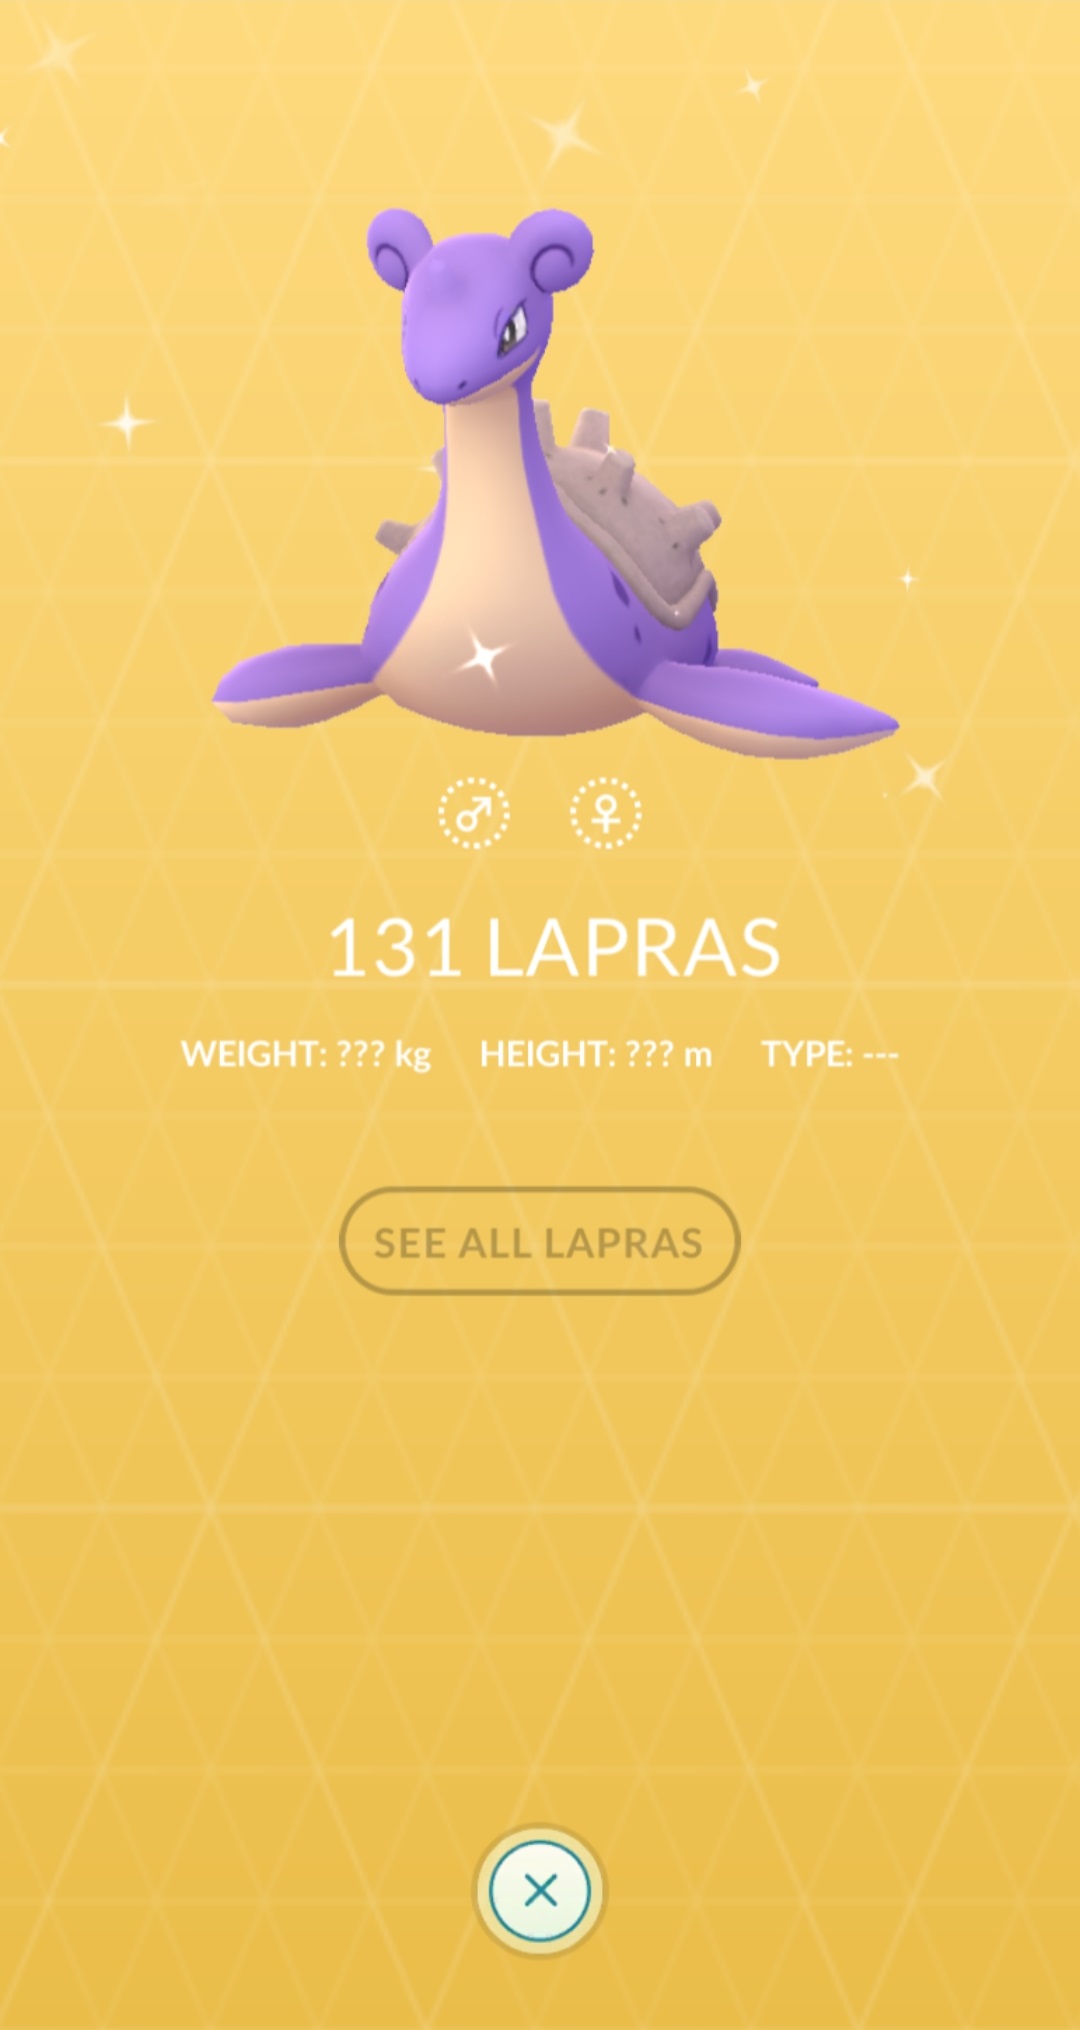 ♂ ♀
131 LAPRAS
WEIGHT: ??? kg HEIGHT: ??? m TYPE: ---
SEE ALL LAPRAS